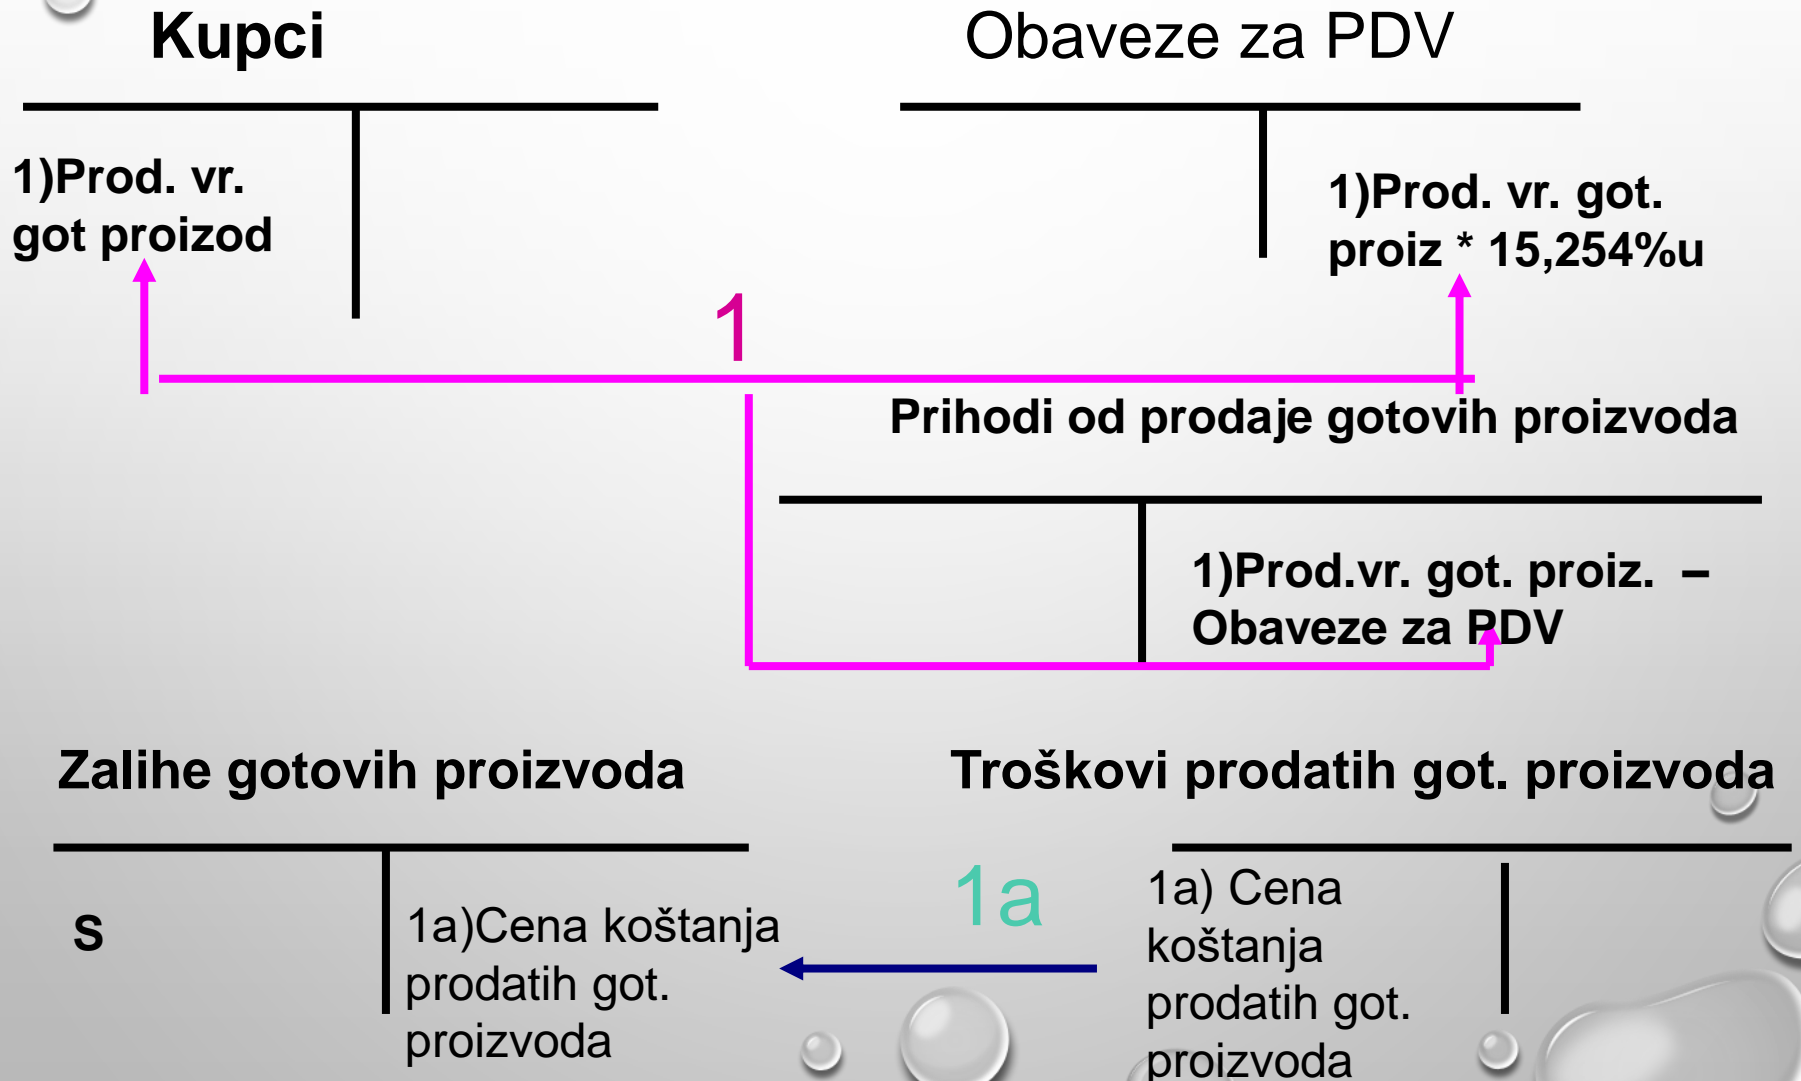 Kupci
Obaveze za PDV
1)Prod. vr.
got proizod
1)Prod. vr. got.
proiz * 15,254%u
1
Prihodi od prodaje gotovih proizvoda
1)Prod.vr. got. proiz. –
Obaveze za PDV
Zalihe gotovih proizvoda
Troškovi prodatih got. proizvoda
S
1a)Cena koštanja
prodatih got.
proizvoda
1a
1a) Cena
koštanja
prodatih got.
proizvoda